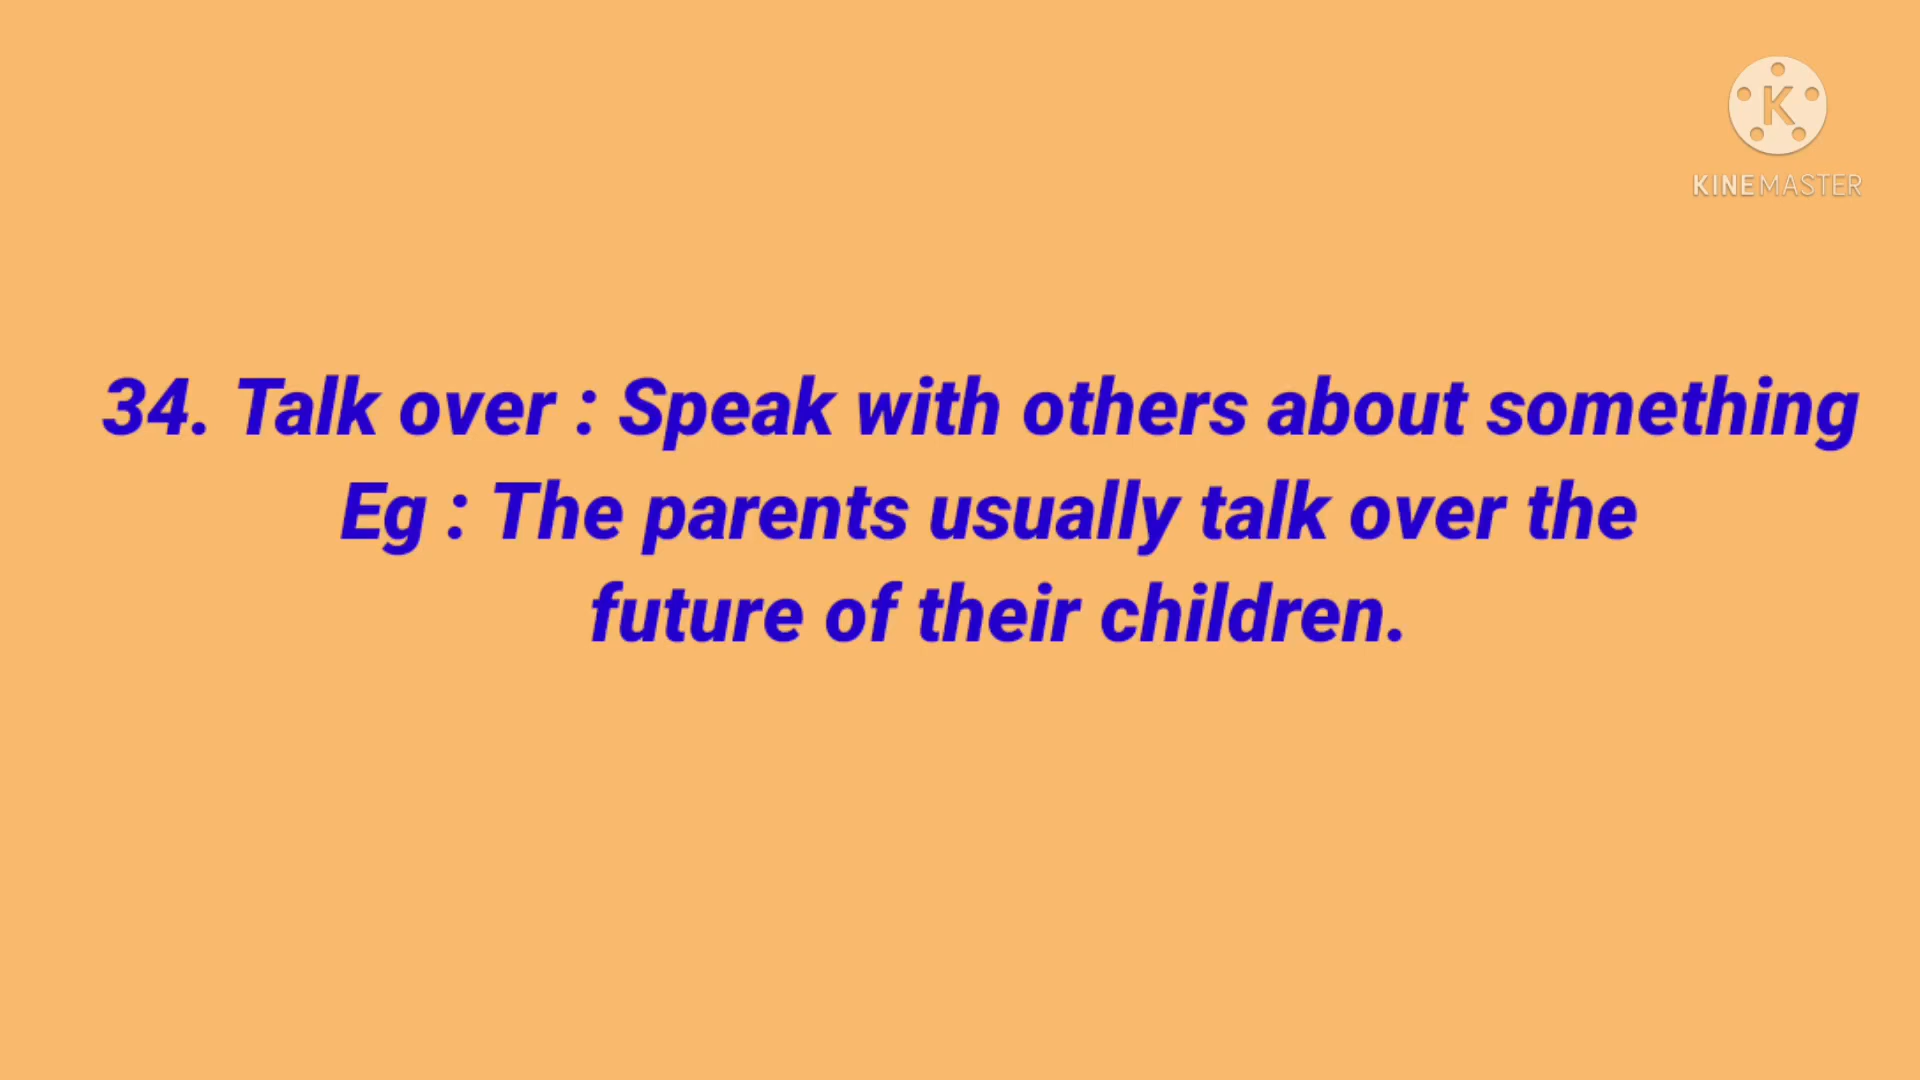 K
KINEMASTER
34. Talk over : Speak with others about something
Eg : The parents usually talk over the
future of their children.